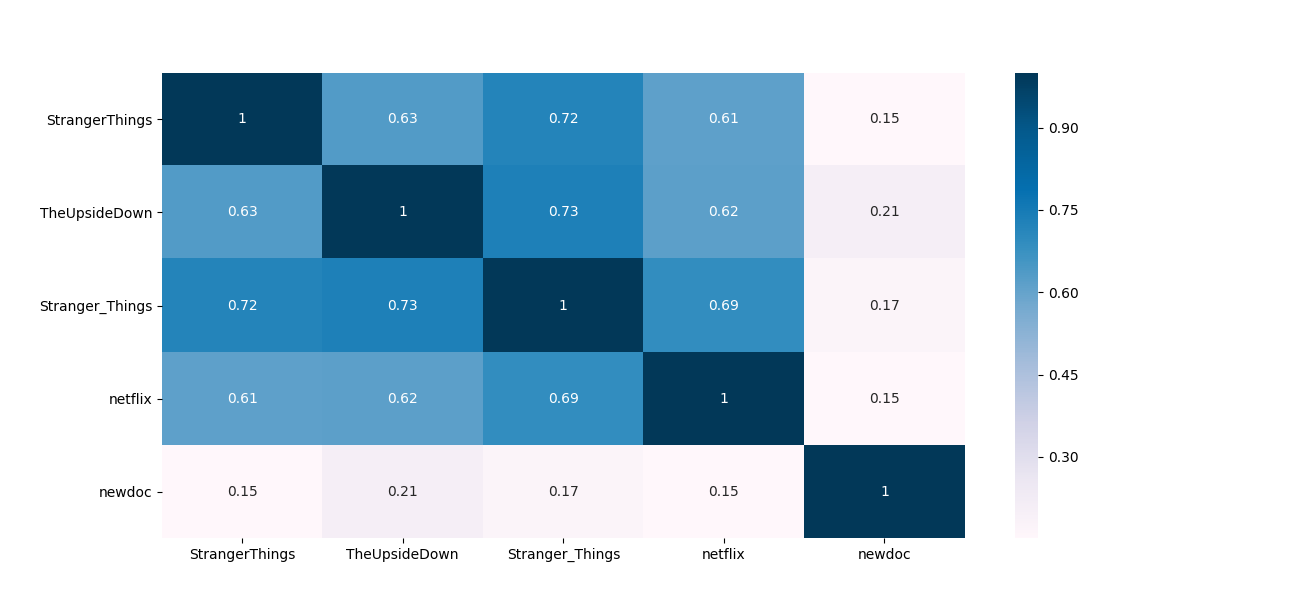 StrangerThings 1 0.63 0.72 0.61 0.15
TheUpsideDown 0.63 1 0.73 0.62 0.21
Stranger_Things 0.72 0.73 1 0.69 0.17
netflix 0.61 0.62 0.69 1 0.15
newdoc 0.15 0.21 0.17 0.15 1
StrangerThings TheUpsideDown Stranger_Things netflix newdoc
0.90
0.75
0.60
0.45
0.30